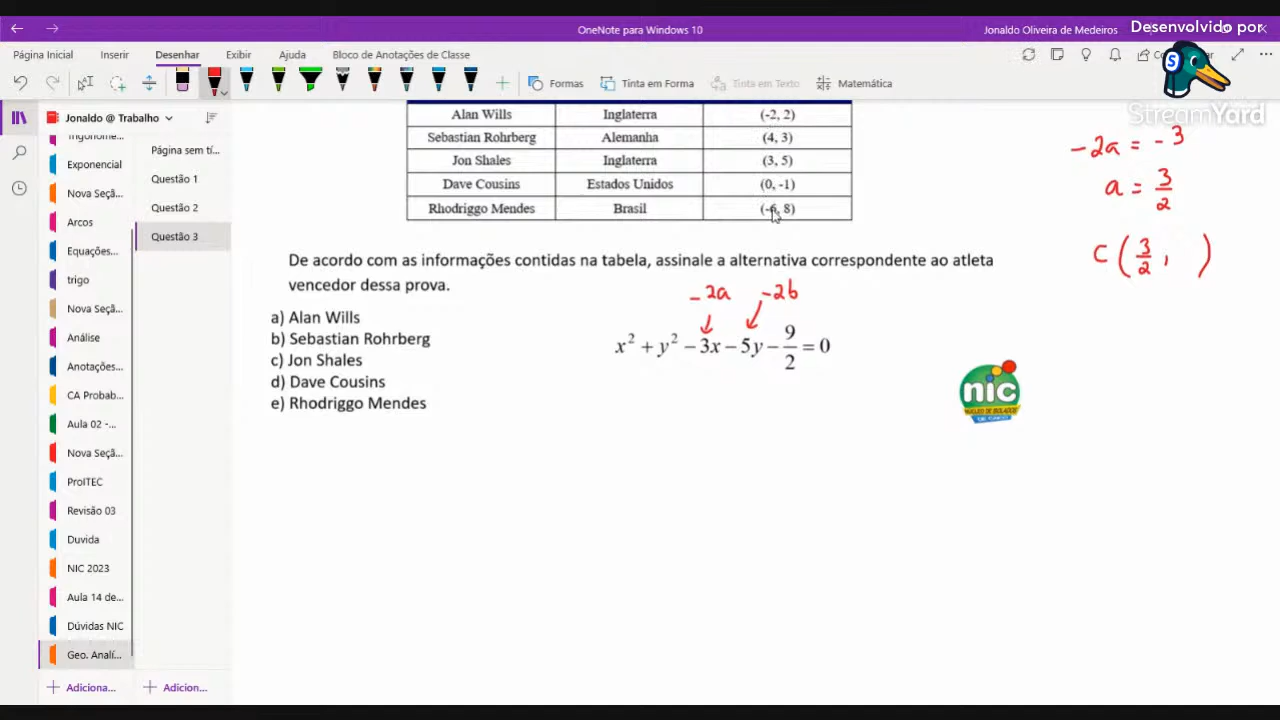 OneNote para Windows 10
Jonaldo Oliveira de Medeiros
Desenvolvido por
StreamYard
Página Inicial Inserir Desenhar Exibir Ajuda Bloco de Anotações de Classe
Formas Tinta em Forma Tinta em Texto Matemática
Jonaldo @ Trabalho
Exponencial
Nova Seçã...
Arcos
Equações...
trigo
Nova Seçã...
Análise
Anotações...
CA Probab...
Aula 02 -...
Nova Seçã...
ProITEC
Revisão 03
Duvida
NIC 2023
Aula 14 de...
Dúvidas NIC
Geo. Analí...
Adiciona...
Página sem tí...
Questão 1
Questão 2
Questão 3
Adicion...
Alan Wills Inglaterra (-2, 2)
Sebastian Rohrberg Alemanha (4, 3)
Jon Shales Inglaterra (3, 5)
Dave Cousins Estados Unidos (0, -1)
Rhodriggo Mendes Brasil (-6, 8)
De acordo com as informações contidas na tabela, assinale a alternativa correspondente ao atleta
vencedor dessa prova.
a) Alan Wills
b) Sebastian Rohrberg
c) Jon Shales
d) Dave Cousins
e) Rhodriggo Mendes
-2a -2b
x² + y² - 3x - 5y - 9/2 = 0
-2a = -3
a = 3/2
C (3/2, )
nic